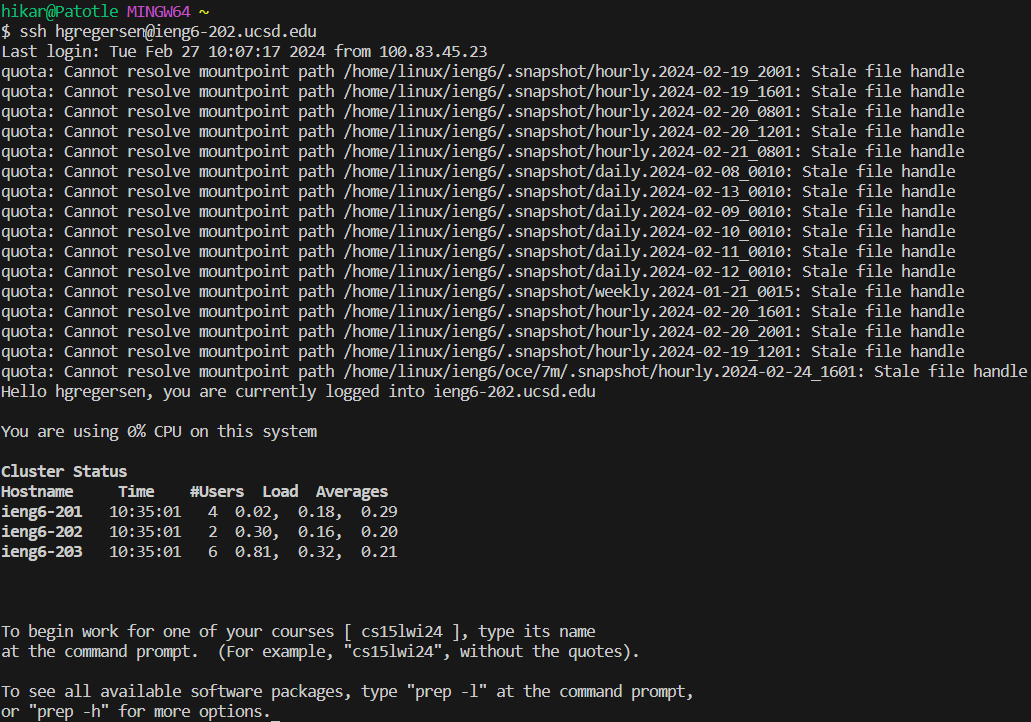 hikar@Patotle MINGW64 ~
$ ssh hgregersen@ieng6-202.ucsd.edu
Last login: Tue Feb 27 10:07:17 2024 from 100.83.45.23
quota: Cannot resolve mountpoint path /home/linux/ieng6/.snapshot/hourly.2024-02-19_2001: Stale file handle
quota: Cannot resolve mountpoint path /home/linux/ieng6/.snapshot/hourly.2024-02-19_1601: Stale file handle
quota: Cannot resolve mountpoint path /home/linux/ieng6/.snapshot/hourly.2024-02-20_0801: Stale file handle
quota: Cannot resolve mountpoint path /home/linux/ieng6/.snapshot/hourly.2024-02-20_1201: Stale file handle
quota: Cannot resolve mountpoint path /home/linux/ieng6/.snapshot/hourly.2024-02-21_0801: Stale file handle
quota: Cannot resolve mountpoint path /home/linux/ieng6/.snapshot/daily.2024-02-08_0010: Stale file handle
quota: Cannot resolve mountpoint path /home/linux/ieng6/.snapshot/daily.2024-02-13_0010: Stale file handle
quota: Cannot resolve mountpoint path /home/linux/ieng6/.snapshot/daily.2024-02-09_0010: Stale file handle
quota: Cannot resolve mountpoint path /home/linux/ieng6/.snapshot/daily.2024-02-10_0010: Stale file handle
quota: Cannot resolve mountpoint path /home/linux/ieng6/.snapshot/daily.2024-02-11_0010: Stale file handle
quota: Cannot resolve mountpoint path /home/linux/ieng6/.snapshot/daily.2024-02-12_0010: Stale file handle
quota: Cannot resolve mountpoint path /home/linux/ieng6/.snapshot/weekly.2024-01-21_0015: Stale file handle
quota: Cannot resolve mountpoint path /home/linux/ieng6/.snapshot/hourly.2024-02-20_1601: Stale file handle
quota: Cannot resolve mountpoint path /home/linux/ieng6/.snapshot/hourly.2024-02-20_2001: Stale file handle
quota: Cannot resolve mountpoint path /home/linux/ieng6/.snapshot/hourly.2024-02-19_1201: Stale file handle
quota: Cannot resolve mountpoint path /home/linux/ieng6/oce/7m/.snapshot/hourly.2024-02-24_1601: Stale file handle
Hello hgregersen, you are currently logged into ieng6-202.ucsd.edu
You are using 0% CPU on this system
Cluster Status
Hostname     Time    #Users  Load  Averages
ieng6-201   10:35:01   4  0.02,  0.18,  0.29
ieng6-202   10:35:01   2  0.30,  0.16,  0.20
ieng6-203   10:35:01   6  0.81,  0.32,  0.21
To begin work for one of your courses [ cs15lwi24 ], type its name
at the command prompt.  (For example, "cs15lwi24", without the quotes).
To see all available software packages, type "prep -l" at the command prompt,
or "prep -h" for more options.